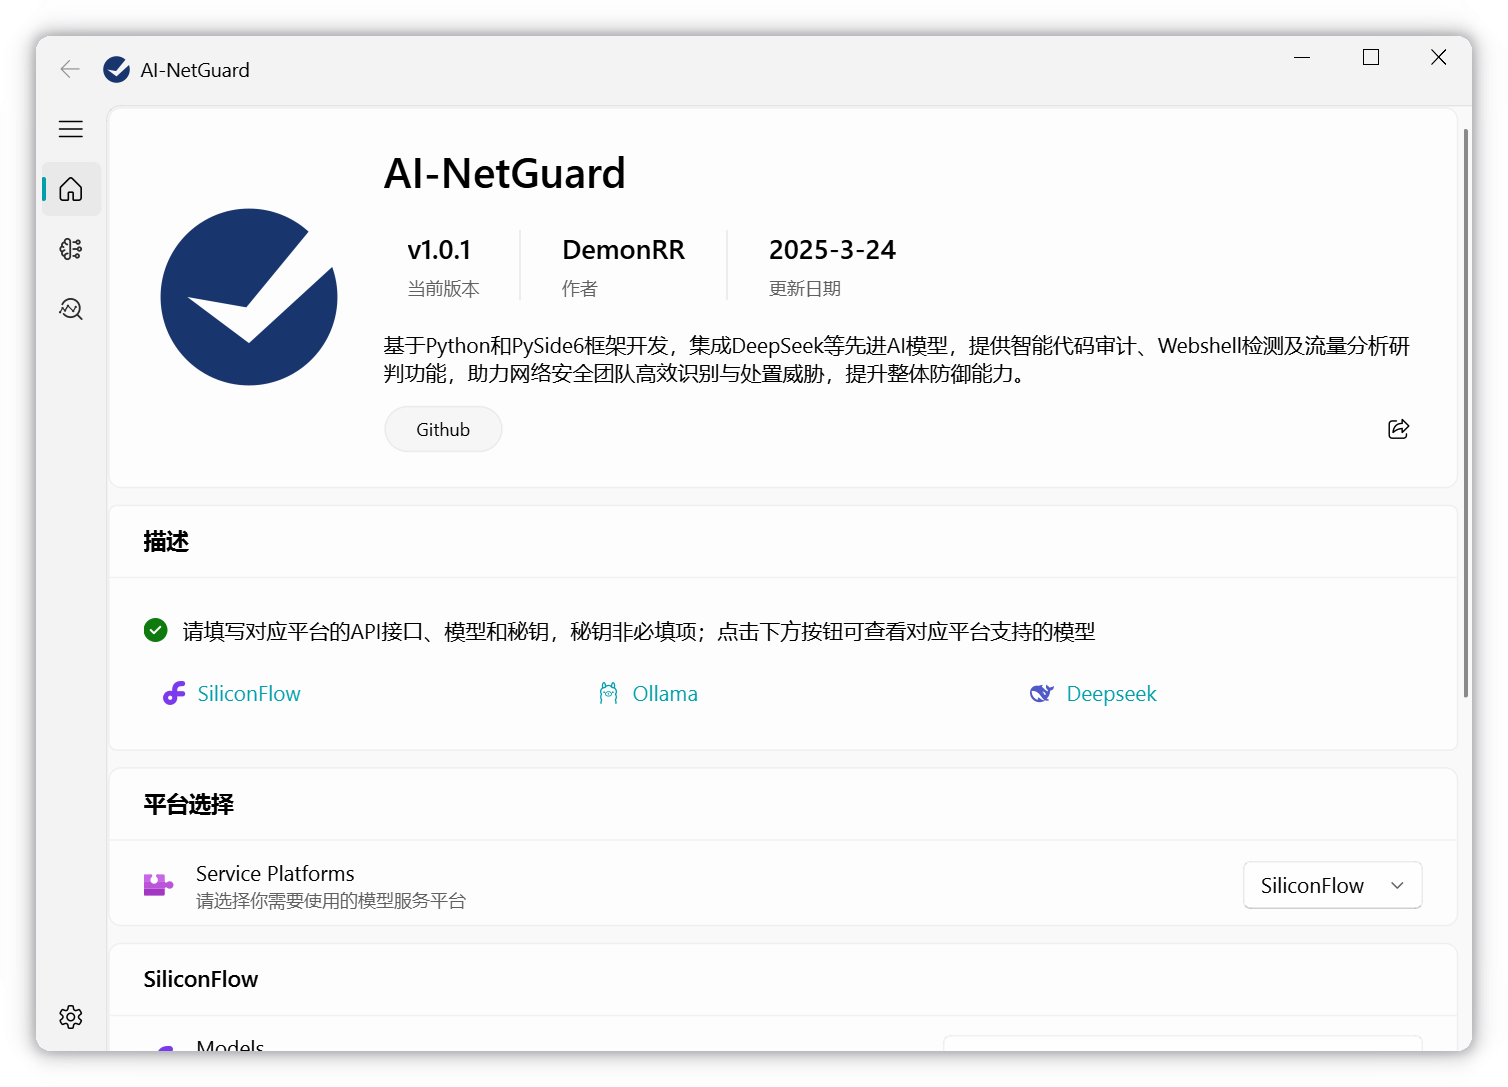 AI-NetGuard
AI-NetGuard
v1.0.1
当前版本
DemonRR
作者
2025-3-24
更新日期
基于Python和PySide6框架开发，集成DeepSeek等先进AI模型，提供智能代码审计、Webshell检测及流量分析研
判功能，助力网络安全团队高效识别与处置威胁，提升整体防御能力。
Github
描述
请填写对应平台的API接口、模型和秘钥，秘钥非必填项；点击下方按钮可查看对应平台支持的模型
SiliconFlow
Ollama
Deepseek
平台选择
Service Platforms
请选择你需要使用的模型服务平台
SiliconFlow
SiliconFlow
Models